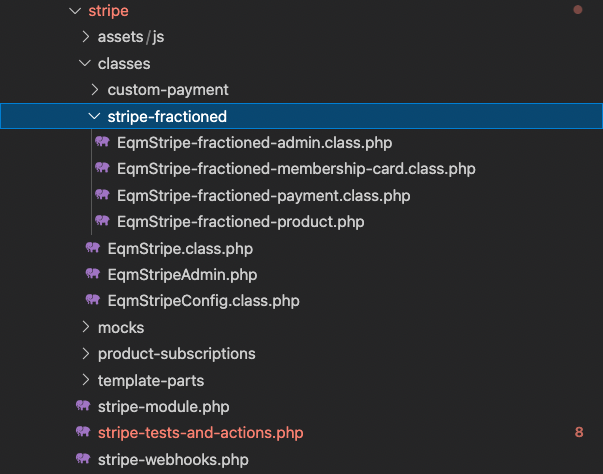 stripe
assets/js
classes
custom-payment
stripe-fractioned
EqmStripe-fractioned-admin.class.php
EqmStripe-fractioned-membership-card.class.php
EqmStripe-fractioned-payment.class.php
EqmStripe-fractioned-product.php
EqmStripe.class.php
EqmStripeAdmin.php
EqmStripeConfig.class.php
mocks
product-subscriptions
template-parts
stripe-module.php
stripe-tests-and-actions.php 8
stripe-webhooks.php